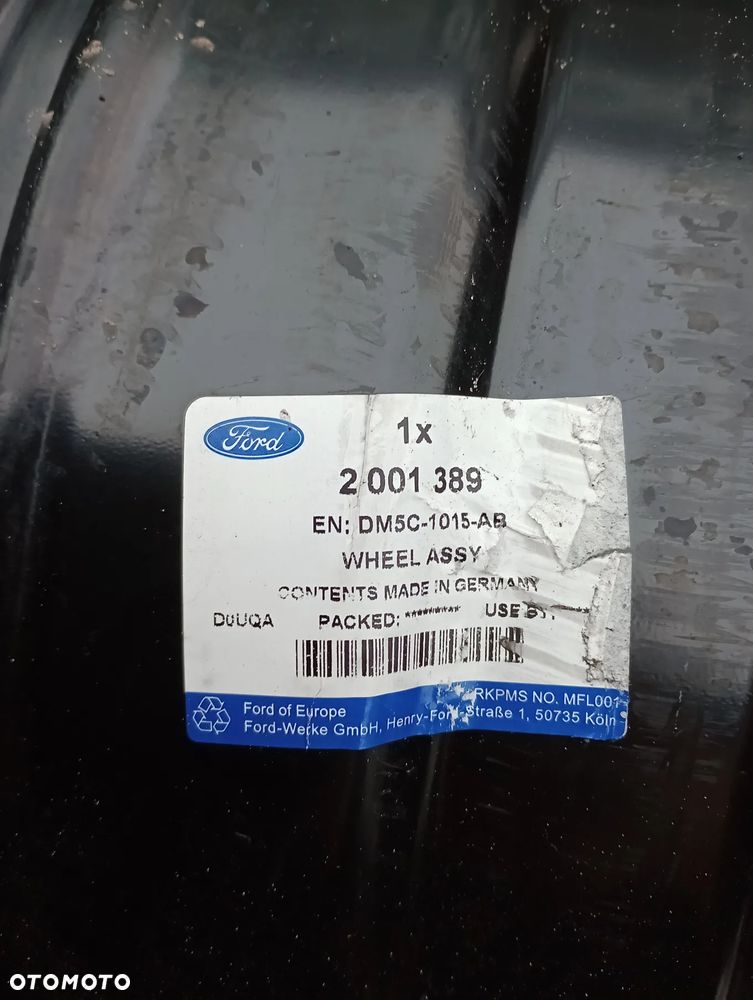 Ford
1x
2 001 389
EN: DM5C-1015-AB
WHEEL ASSY
CONTENTS MADE IN GERMANY
D0UQA PACKED: ********* USE BY:
RKPMS NO. MFL001
Ford of Europe
Ford-Werke GmbH, Henry-Ford-Straße 1, 50735 Köln
OTOMOTO